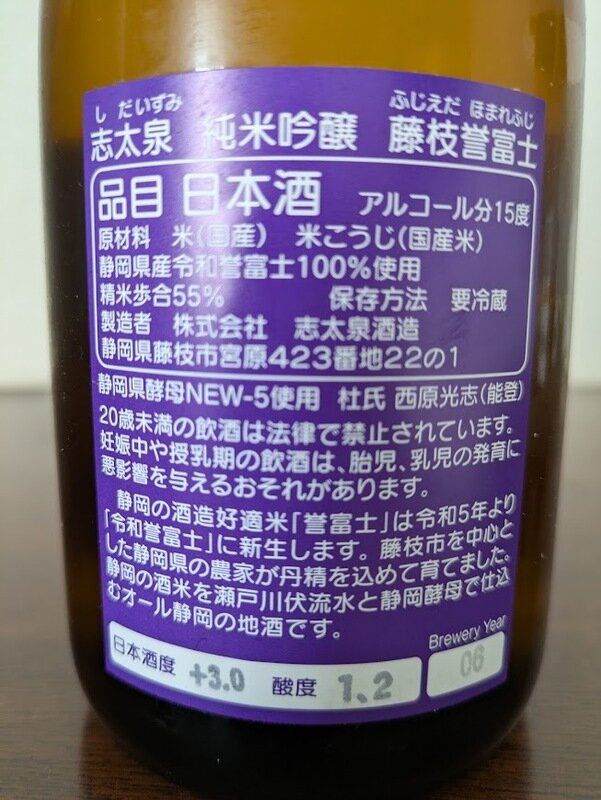 しだいずみ ふじえだ ほまれふじ
志太泉 純米吟醸 藤枝誉富士
品目 日本酒 アルコール分15度
原材料 米(国産) 米こうじ(国産米)
静岡県産令和誉富士100%使用
精米歩合55% 保存方法 要冷蔵
製造者 株式会社 志太泉酒造
静岡県藤枝市宮原423番地22の1
静岡県酵母NEW-5使用 杜氏 西原光志(能登)
20歳未満の飲酒は法律で禁止されています。
妊娠中や授乳期の飲酒は、胎児、乳児の発育に
悪影響を与えるおそれがあります。
静岡の酒造好適米「誉富士」は令和5年より
「令和誉富士」に新生します。藤枝市を中心と
した静岡県の農家が丹精を込めて育てました。
静岡の酒米を瀬戸川伏流水と静岡酵母で仕込
むオール静岡の地酒です。
Brewery Year
日本酒度 +3.0 酸度 1.2 06